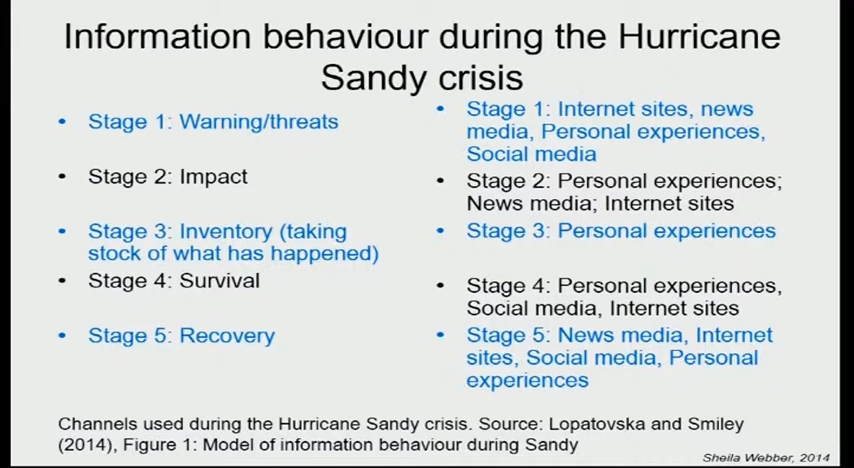 Information behaviour during the Hurricane
Sandy crisis
• Stage 1: Warning/threats
• Stage 2: Impact
• Stage 3: Inventory (taking
stock of what has happened)
• Stage 4: Survival
• Stage 5: Recovery
• Stage 1: Internet sites, news
media, Personal experiences,
Social media
• Stage 2: Personal experiences;
News media; Internet sites
• Stage 3: Personal experiences
• Stage 4: Personal experiences,
Social media, Internet sites
• Stage 5: News media, Internet
sites, Social media, Personal
experiences
Channels used during the Hurricane Sandy crisis. Source: Lopatovska and Smiley
(2014), Figure 1: Model of information behaviour during Sandy
Sheila Webber, 2014